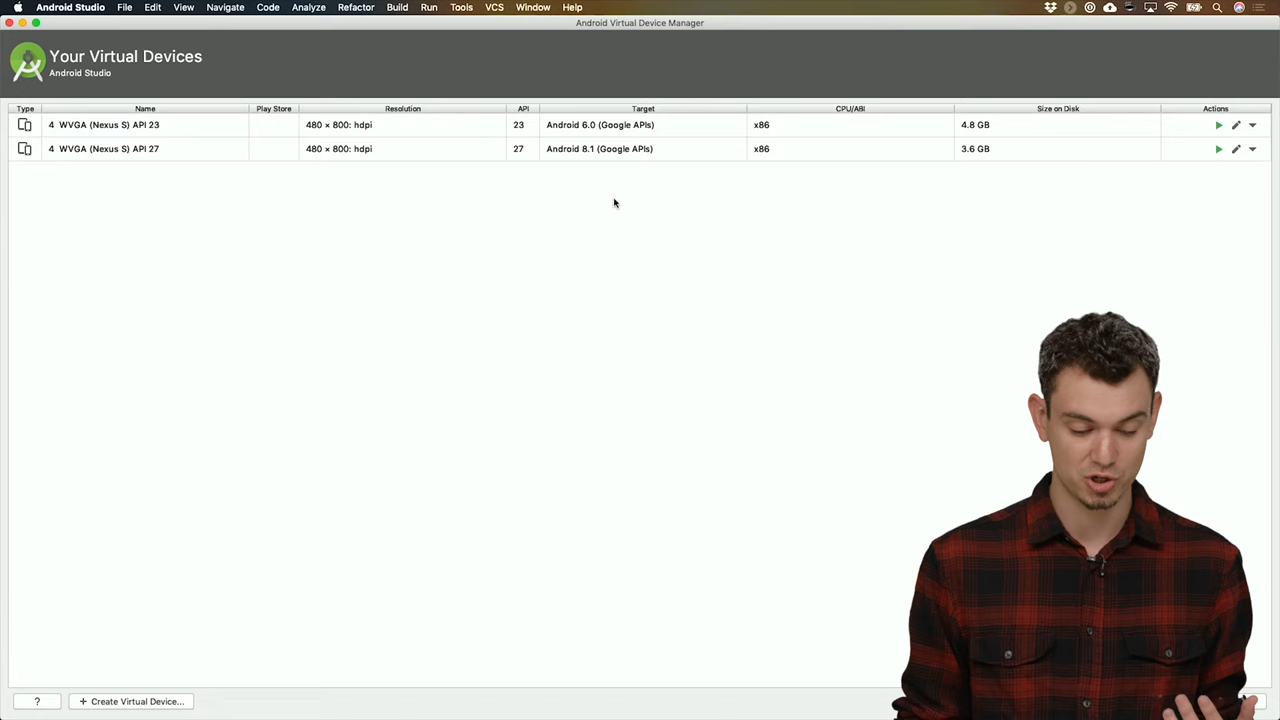 Android Studio File Edit View Navigate Code Analyze Refactor Build Run Tools VCS Window Help
Android Virtual Device Manager
Your Virtual Devices
Android Studio
Type Name Play Store Resolution API Target CPU/ABI Size on Disk Actions
4 WVGA (Nexus S) API 23 480 × 800: hdpi 23 Android 6.0 (Google APIs) x86 4.8 GB
4 WVGA (Nexus S) API 27 480 × 800: hdpi 27 Android 8.1 (Google APIs) x86 3.6 GB
? + Create Virtual Device...